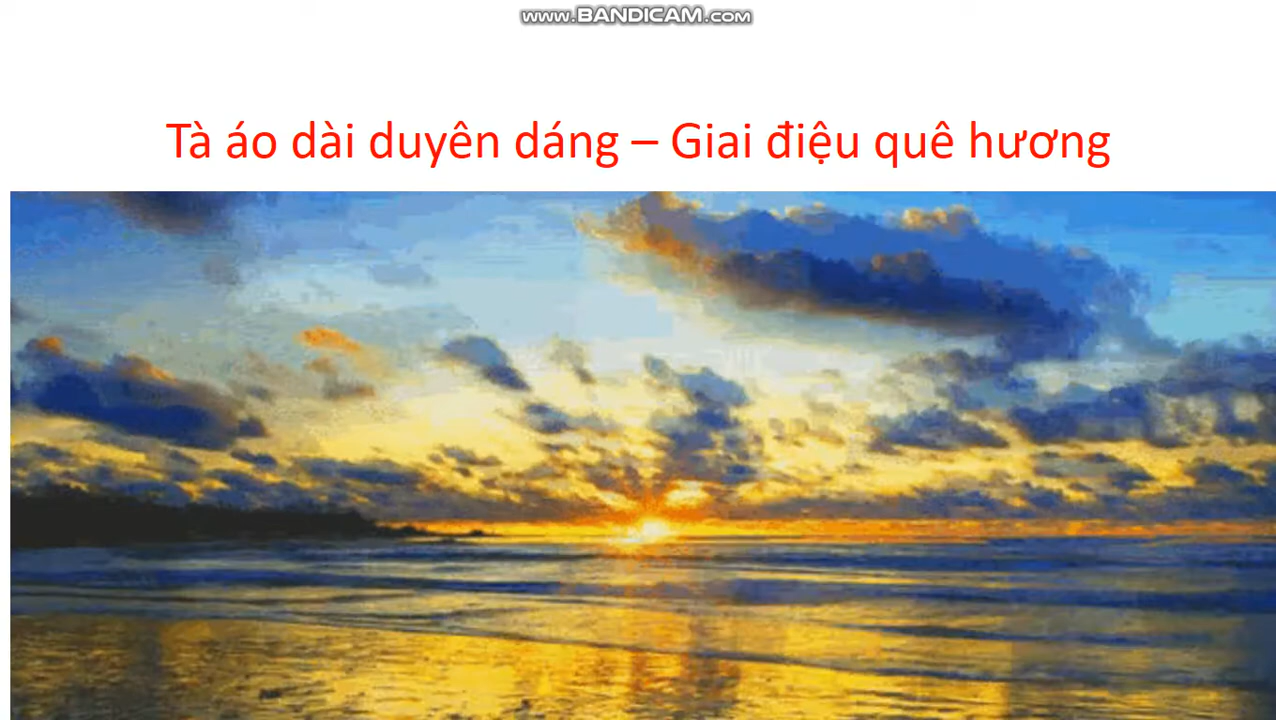 www.BANDICAM.com
Tà áo dài duyên dáng – Giai điệu quê hương